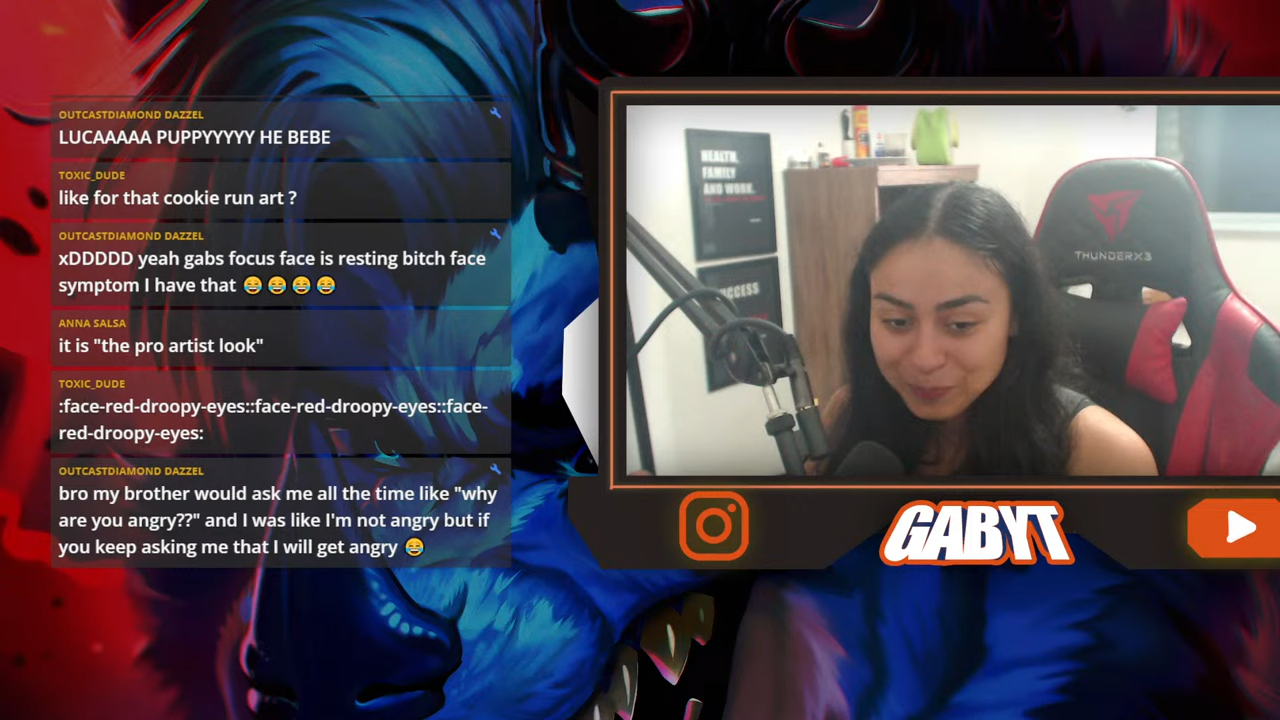 OUTCASTDIAMOND DAZZEL
LUCAAAAA PUPPYYYYY HE BEBE
TOXIC_DUDE
like for that cookie run art ?
OUTCASTDIAMOND DAZZEL
xDDDDD yeah gabs focus face is resting bitch face
symptom I have that 😂 😂 😂 😂
ANNA SALSA
it is "the pro artist look"
TOXIC_DUDE
:face-red-droopy-eyes::face-red-droopy-eyes::face-
red-droopy-eyes:
OUTCASTDIAMOND DAZZEL
bro my brother would ask me all the time like "why
are you angry??" and I was like I'm not angry but if
you keep asking me that I will get angry 😂
HEALTH,
FAMILY
AND WORK.
THUNDERX3
GABYT